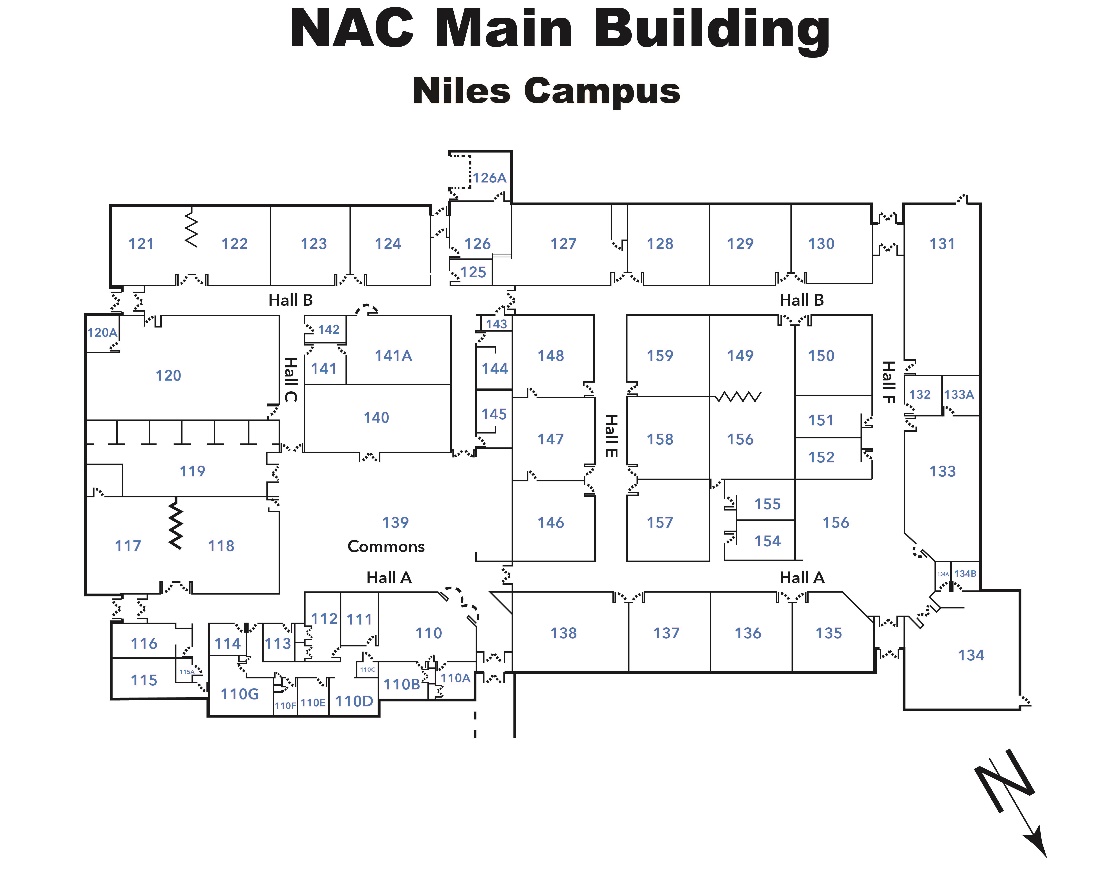 NAC Main Building
Niles Campus
126A
121 122 123 124 126 127 128 129 130 131
125
Hall B Hall B
120A 142 143
141A 148 159 149 150
120 141 144
Hall C Hall F
132 133A
140 145 151
Hall E
147 158 156 152
119 133
155
117 118 139 146 157 156
Commons 154
Hall A Hall A
134A 134B
112 111
116 114 113 110 138 137 136 135
134
115 115A 110C
110G 110B 110A
110F 110E 110D
N